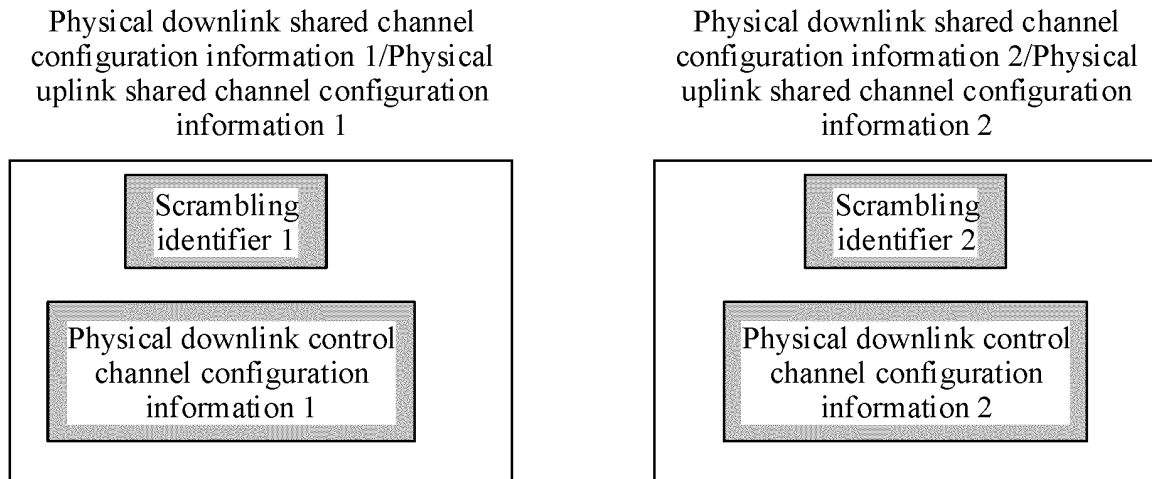 Physical downlink shared channel
configuration information 1/Physical
uplink shared channel configuration
information 1
Scrambling
identifier 1
Physical downlink control
channel configuration
information 1
Physical downlink shared channel
configuration information 2/Physical
uplink shared channel configuration
information 2
Scrambling
identifier 2
Physical downlink control
channel configuration
information 2